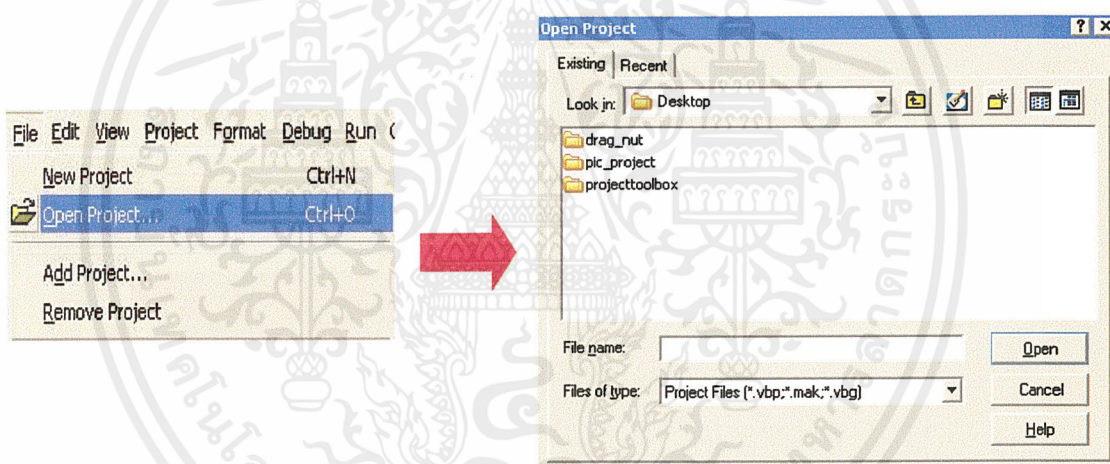 File Edit View Project Format Debug Run
New Project Ctrl+N
Open Project... Ctrl+O
Add Project...
Remove Project
Open Project
Existing Recent
Look in: Desktop
drag_nut
pic_project
projecttoolbox
File name: Open
Files of type: Project Files (*.vbp;*.mak;*.vbg) Cancel
Help